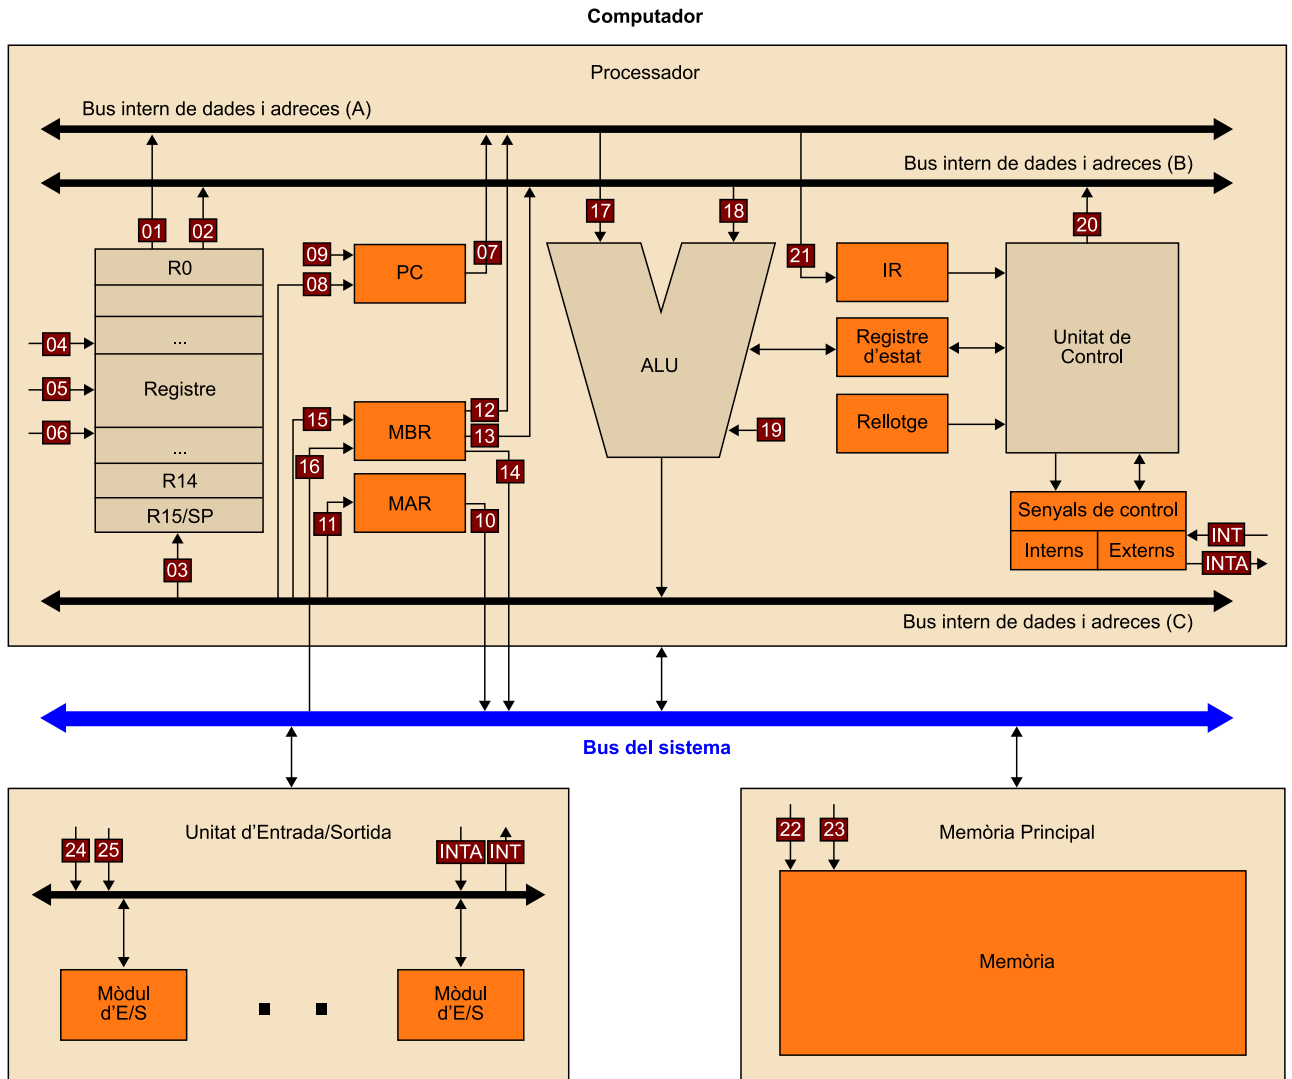 Computador
Processador
Bus intern de dades i adreces (A)
Bus intern de dades i adreces (B)
01
02
17
18
20
09
08
07
21
R0
PC
IR
04
...
Registre
d'estat
Unitat de
Control
05
Registre
ALU
06
15
12
MBR
13
19
Rellotge
...
16
14
R14
MAR
11
10
R15/SP
Senyals de control
INT
Interns
Externs
INTA
03
Bus intern de dades i adreces (C)
Bus del sistema
Unitat d'Entrada/Sortida
24
25
INTA
INT
Mòdul
d'E/S
Mòdul
d'E/S
22
23
Memòria Principal
Memòria